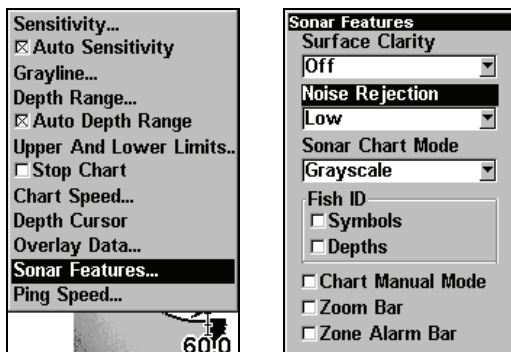 Sensitivity...
Auto Sensitivity
Grayline...
Depth Range...
Auto Depth Range
Upper And Lower Limits..
Stop Chart
Chart Speed...
Depth Cursor
Overlay Data...
Sonar Features...
Ping Speed...
60.0
Sonar Features
Surface Clarity
Off
Noise Rejection
Low
Sonar Chart Mode
Grayscale
Fish ID
Symbols
Depths
Chart Manual Mode
Zoom Bar
Zone Alarm Bar